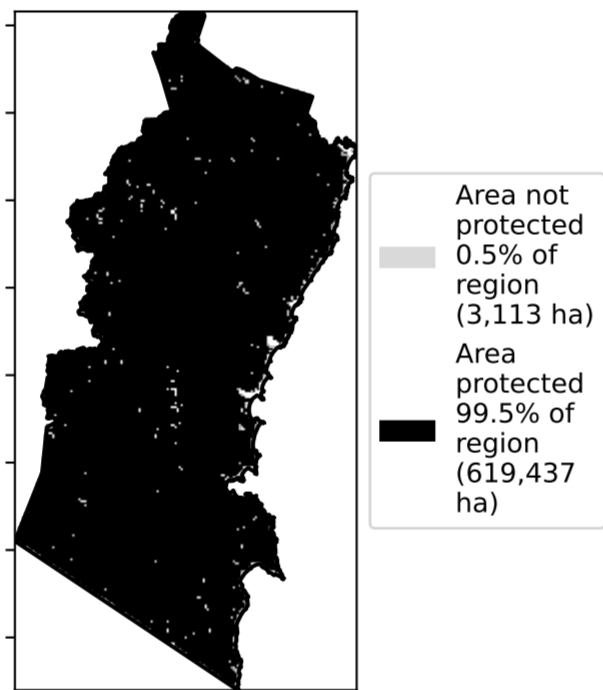 Area not
protected
0.5% of
region
(3,113 ha)
Area
protected
99.5% of
region
(619,437
ha)